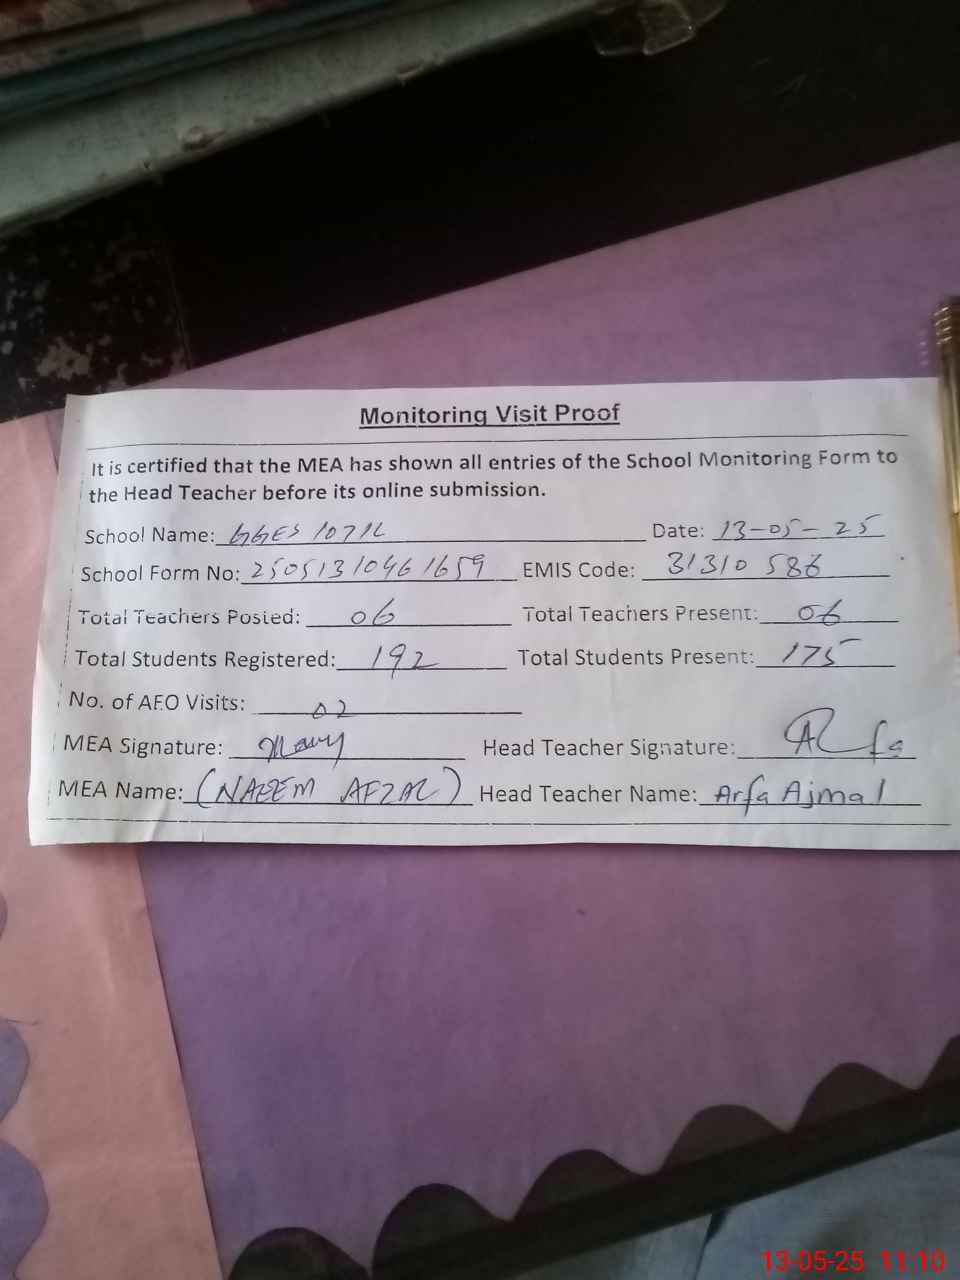 Monitoring Visit Proof
It is certified that the MEA has shown all entries of the School Monitoring Form to
the Head Teacher before its online submission.
School Name: GGES 107/L Date: 13-05-25
School Form No: 25051310461659 EMIS Code: 31310586
Total Teachers Posted: 06 Total Teachers Present: 06
Total Students Registered: 192 Total Students Present: 175
No. of AEO Visits: 02
MEA Signature: Head Teacher Signature: Arfa
MEA Name: (NAEEM AFZAL) Head Teacher Name: Arfa Ajmal
13-05-25 11:10